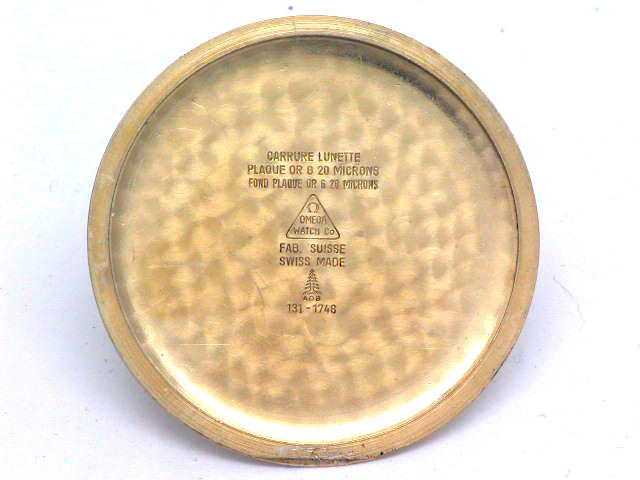 CARRURE LUNETTE
PLAQUE OR G 20 MICRONS
FOND PLAQUE OR G 20 MICRONS
Ω
OMEGA
WATCH Co
FAB. SUISSE
SWISS MADE
AOB
131-1748